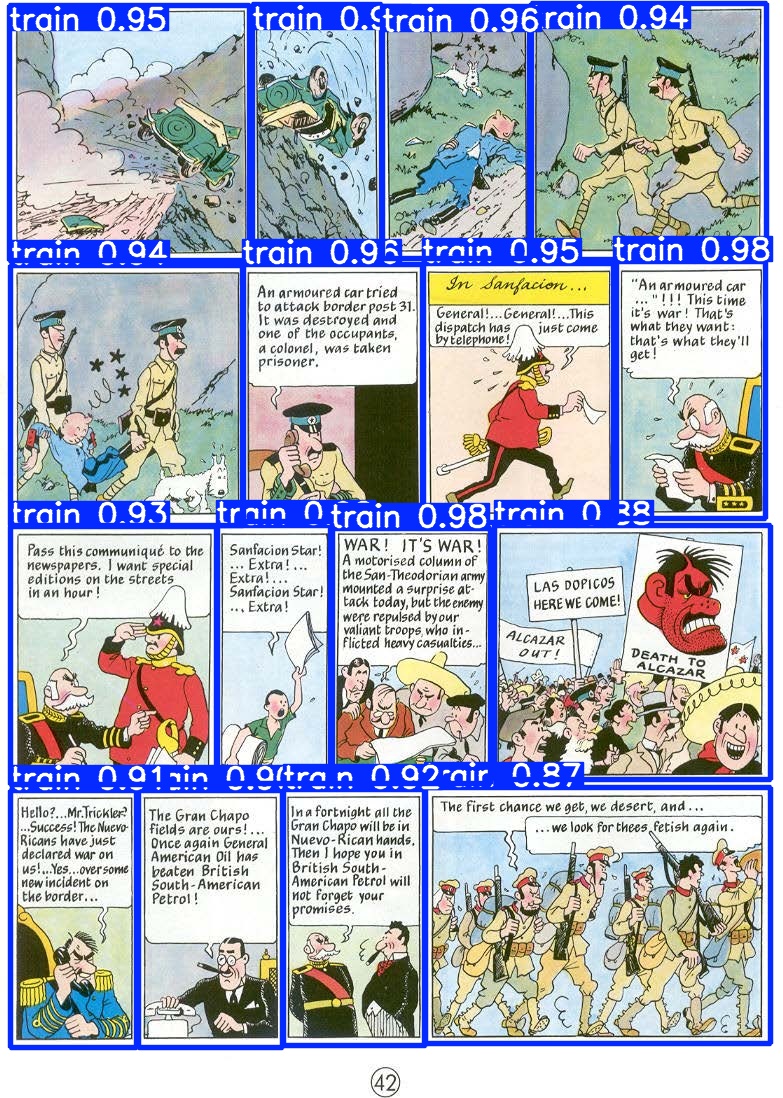 train 0.95
train 0.9
train 0.96
train 0.94
train 0.94
train 0.96
train 0.95
train 0.98
An armoured car tried
to attack border post 31.
It was destroyed and
one of the occupants,
a colonel, was taken
prisoner.
In Sanfacion...
General!...General!...This
dispatch has just come
by telephone!
"An armoured car
..."!!! This time
it's war! That's
what they want:
that's what they'll
get!
train 0.93
train 0
train 0.98
train 0.88
Pass this communiqué to the
newspapers. I want special
editions on the streets
in an hour!
Sanfacion Star!
... Extra!...
Extra!...
Sanfacion Star!
... Extra!
WAR! IT'S WAR!
A motorised column of
the San-Theodorian army
mounted a surprise at-
tack today, but the enemy
were repulsed by our
valiant troops, who in-
flicted heavy casualties...
LAS DOPICOS
HERE WE COME!
ALCAZAR
OUT!
DEATH TO
ALCAZAR
train 0.91
train 0.9
train 0.92
train 0.87
Hello?...Mr.Trickler?
...Success! The Nuevo-
Ricans have just
declared war on
us!...Yes...over some
new incident on
the border...
The Gran Chapo
fields are ours!...
Once again General
American Oil has
beaten British
South-American
Petrol!
In a fortnight all the
Gran Chapo will be in
Nuevo-Rican hands.
Then I hope you in
British South-
American Petrol will
not forget your
promises.
The first chance we get, we desert, and...
...we look for thees fetish again.
42